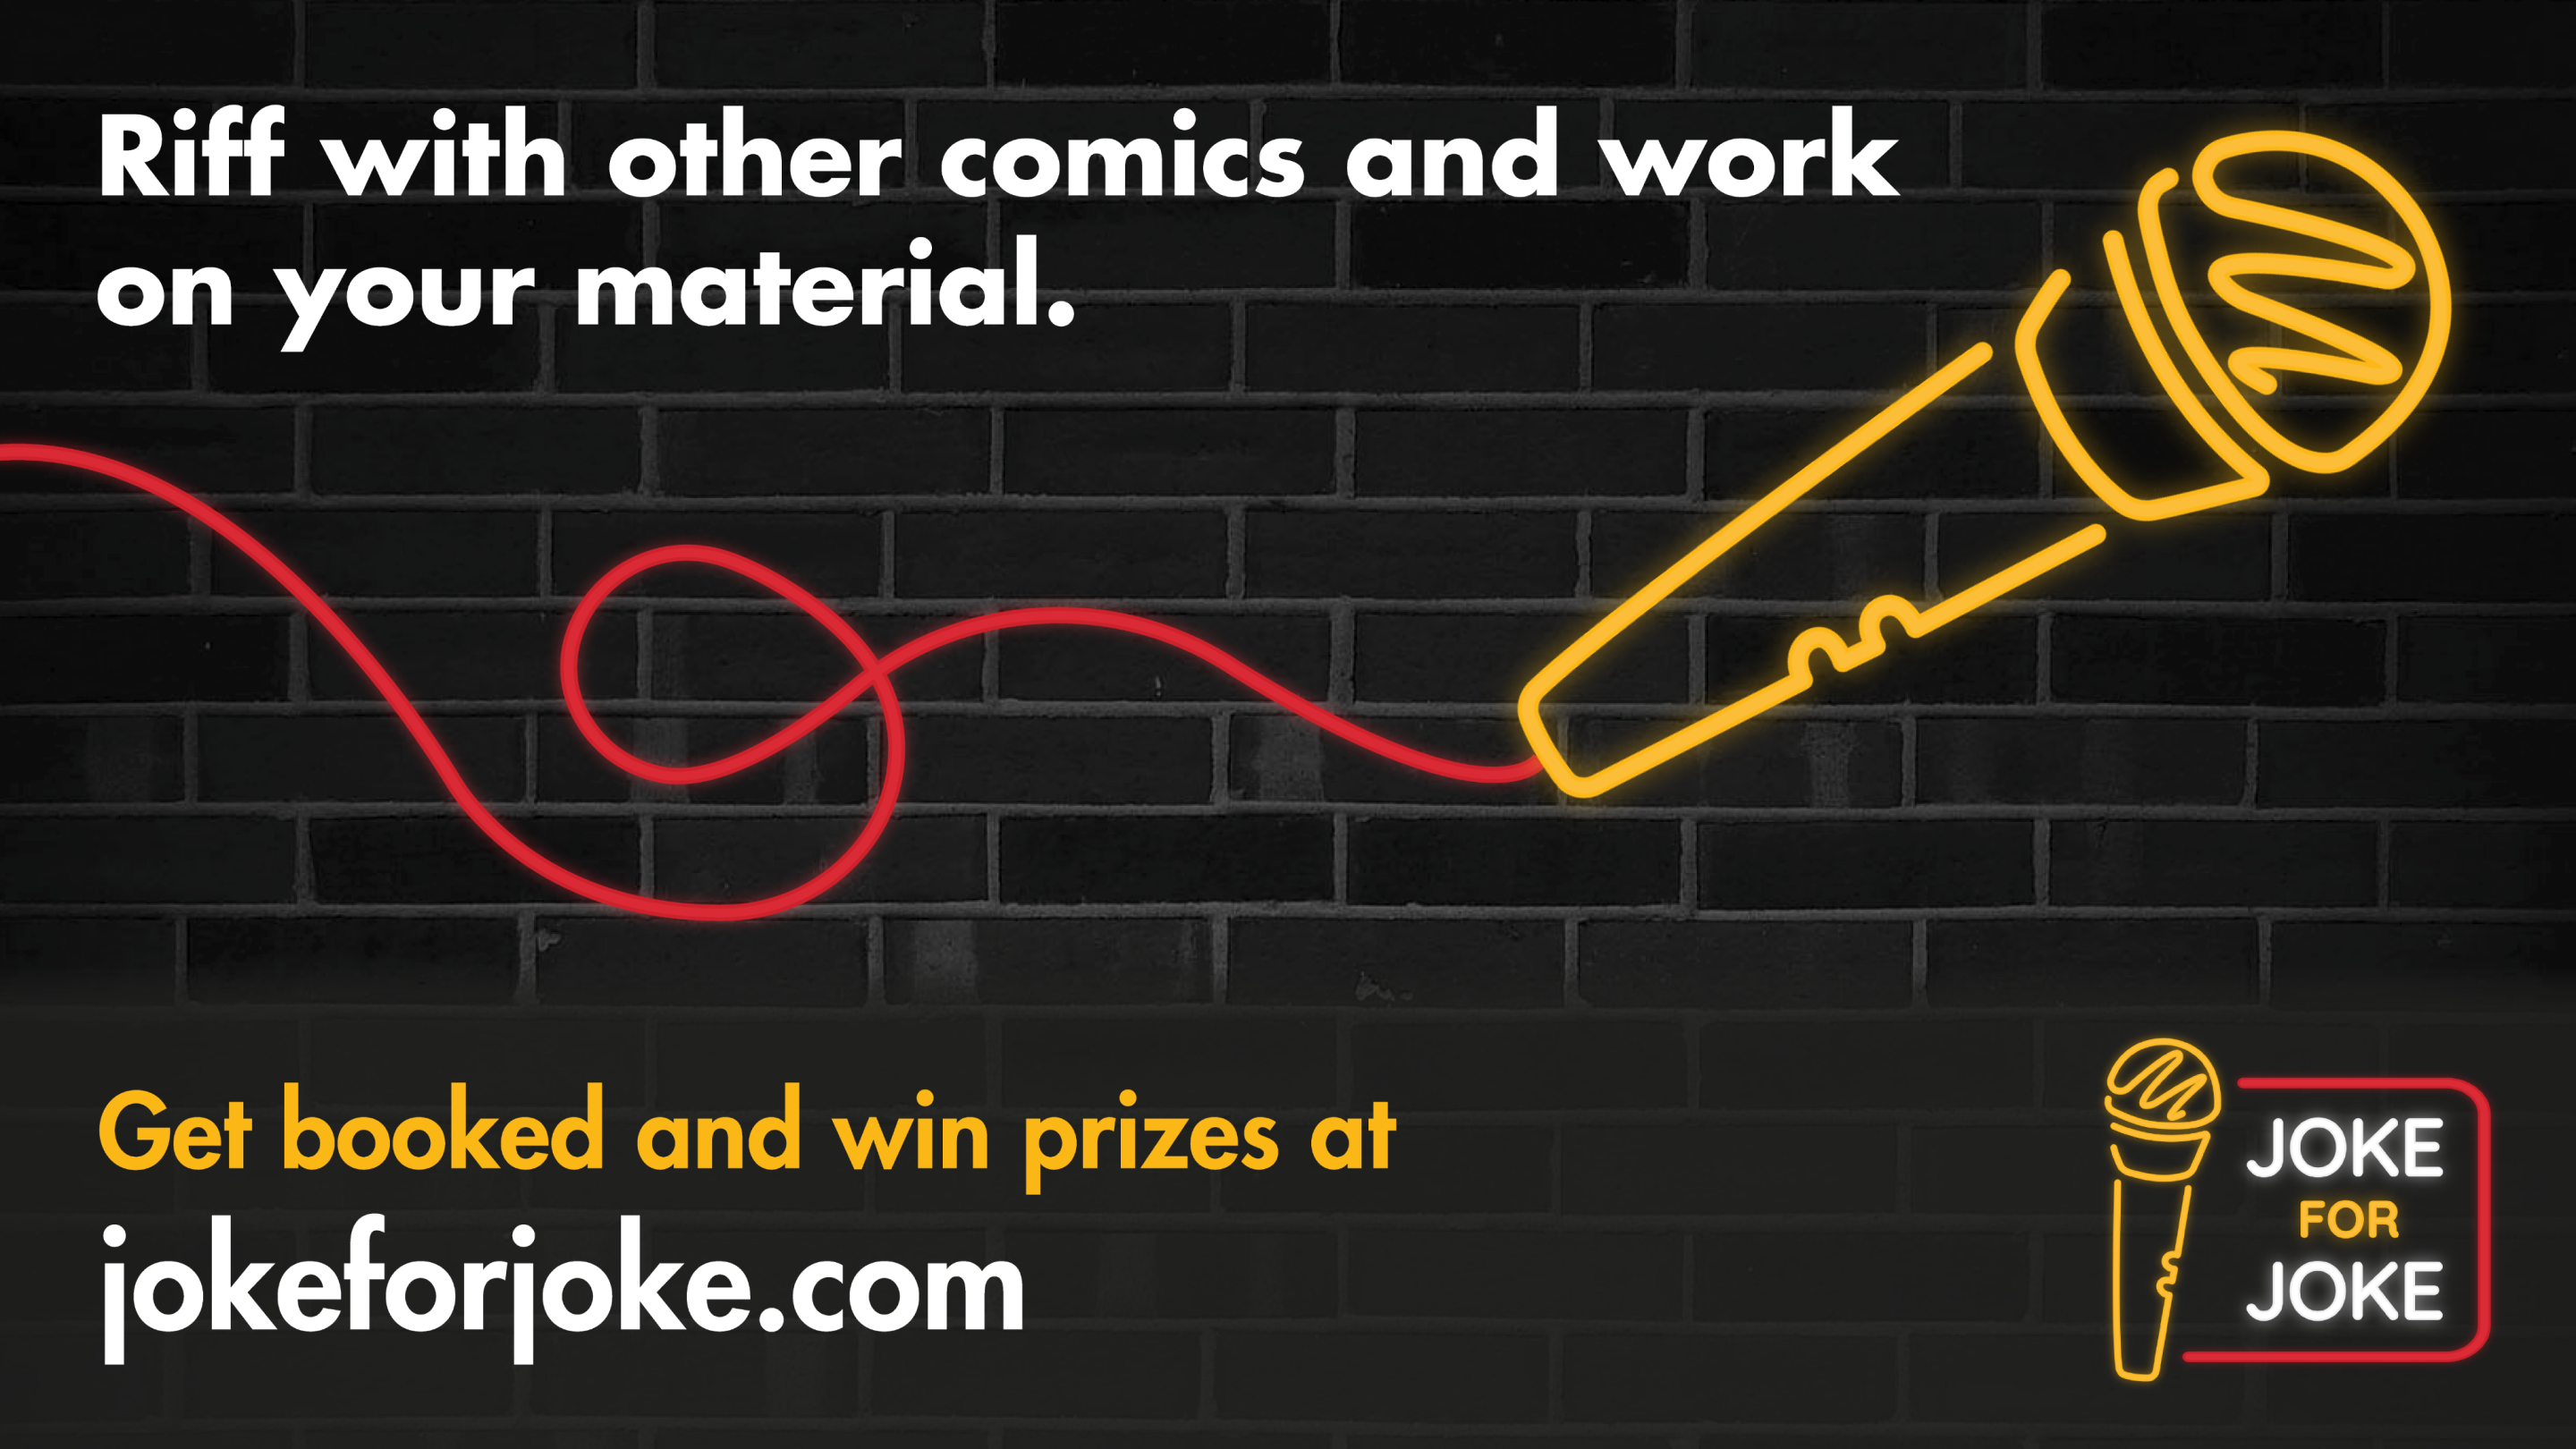 Riff with other comics and work
on your material.
Get booked and win prizes at
jokeforjoke.com
JOKE
FOR
JOKE